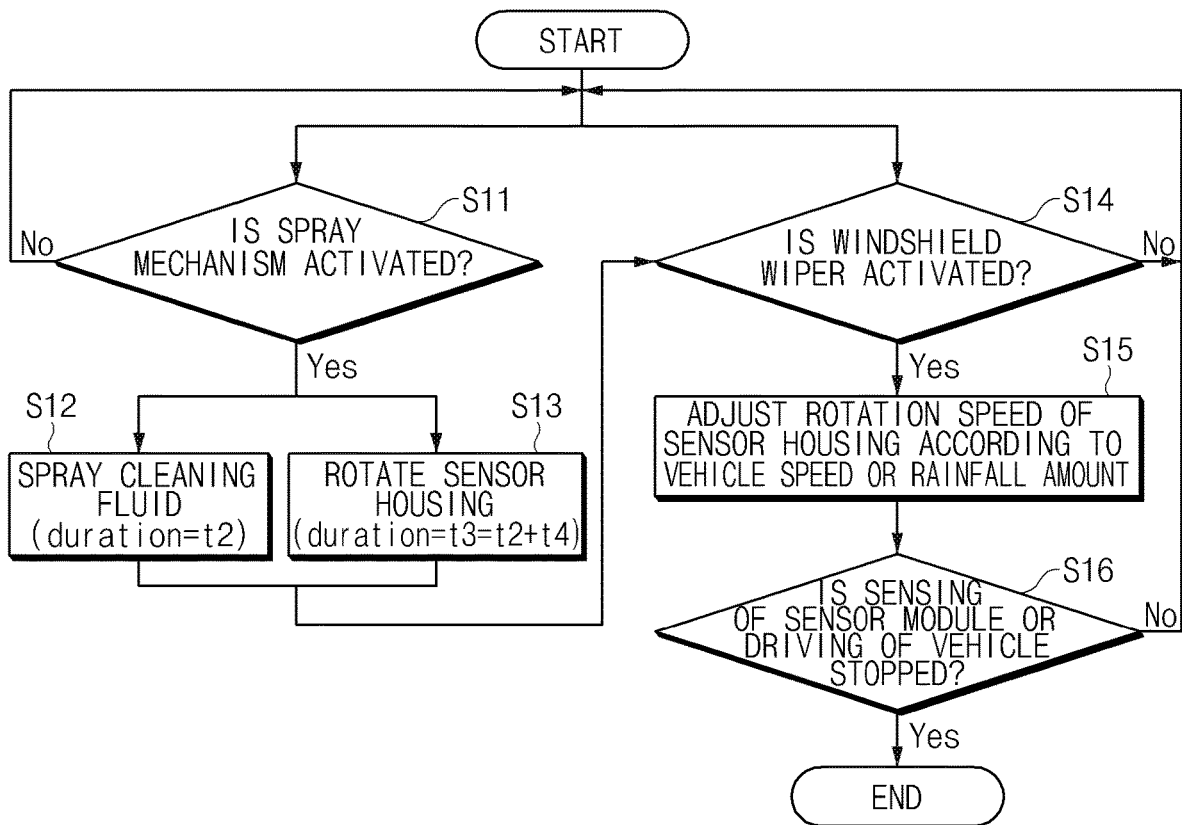 START
S11
IS SPRAY
MECHANISM ACTIVATED?
No
Yes
S12
SPRAY CLEANING
FLUID
(duration=t2)
S13
ROTATE SENSOR
HOUSING
(duration=t3=t2+t4)
S14
IS WINDSHIELD
WIPER ACTIVATED?
No
Yes
S15
ADJUST ROTATION SPEED OF
SENSOR HOUSING ACCORDING TO
VEHICLE SPEED OR RAINFALL AMOUNT
S16
IS SENSING
OF SENSOR MODULE OR
DRIVING OF VEHICLE
STOPPED?
No
Yes
END